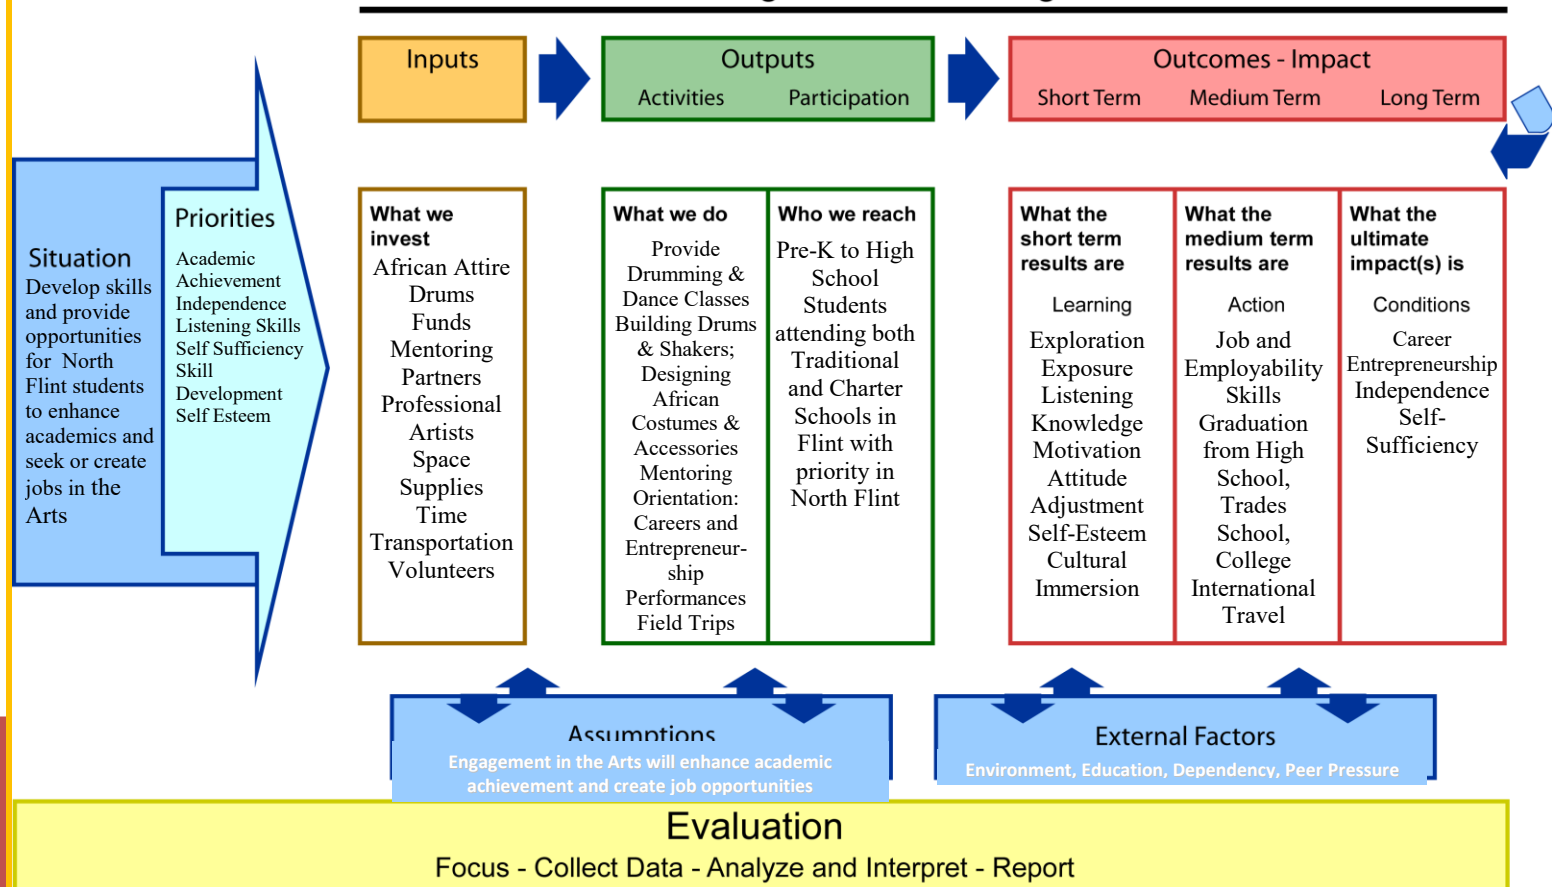 Inputs
Outputs
Activities
Participation
Outcomes - Impact
Short Term
Medium Term
Long Term
Situation
Develop skills
and provide
opportunities
for North
Flint students
to enhance
academics and
seek or create
jobs in the
Arts
Priorities
Academic
Achievement
Independence
Listening Skills
Self Sufficiency
Skill
Development
Self Esteem
What we
invest
African Attire
Drums
Funds
Mentoring
Partners
Professional
Artists
Space
Supplies
Time
Transportation
Volunteers
What we do
Provide
Drumming &
Dance Classes
Building Drums
& Shakers;
Designing
African
Costumes &
Accessories
Mentoring
Orientation:
Careers and
Entrepreneur-
ship
Performances
Field Trips
Who we reach
Pre-K to High
School
Students
attending both
Traditional
and Charter
Schools in
Flint with
priority in
North Flint
What the
short term
results are
Learning
Exploration
Exposure
Listening
Knowledge
Motivation
Attitude
Adjustment
Self-Esteem
Cultural
Immersion
What the
medium term
results are
Action
Job and
Employability
Skills
Graduation
from High
School,
Trades
School,
College
International
Travel
What the
ultimate
impact(s) is
Conditions
Career
Entrepreneurship
Independence
Self-
Sufficiency
Assumptions
Engagement in the Arts will enhance academic
achievement and create job opportunities
External Factors
Environment, Education, Dependency, Peer Pressure
Evaluation
Focus - Collect Data - Analyze and Interpret - Report